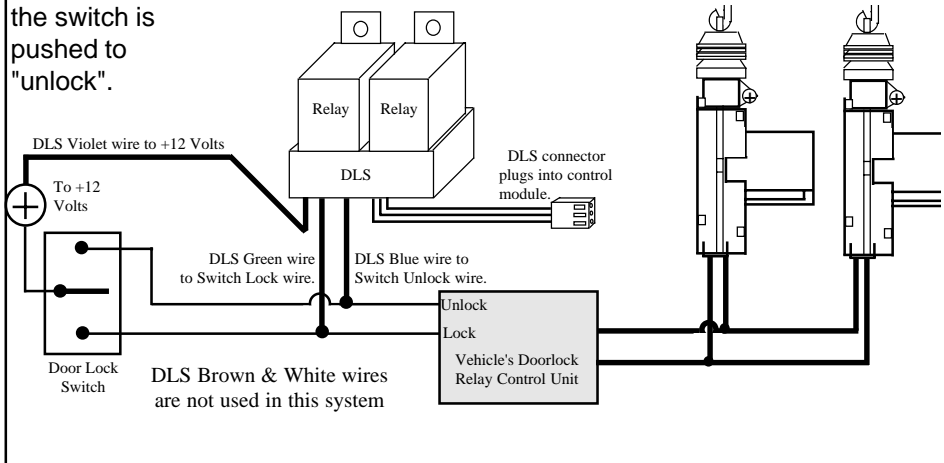 the switch is
pushed to
"unlock".
Relay
Relay
DLS
DLS Violet wire to +12 Volts
To +12
Volts
DLS connector
plugs into control
module.
DLS Green wire
to Switch Lock wire.
DLS Blue wire to
Switch Unlock wire.
Unlock
Lock
Vehicle's Doorlock
Relay Control Unit
Door Lock
Switch
DLS Brown & White wires
are not used in this system